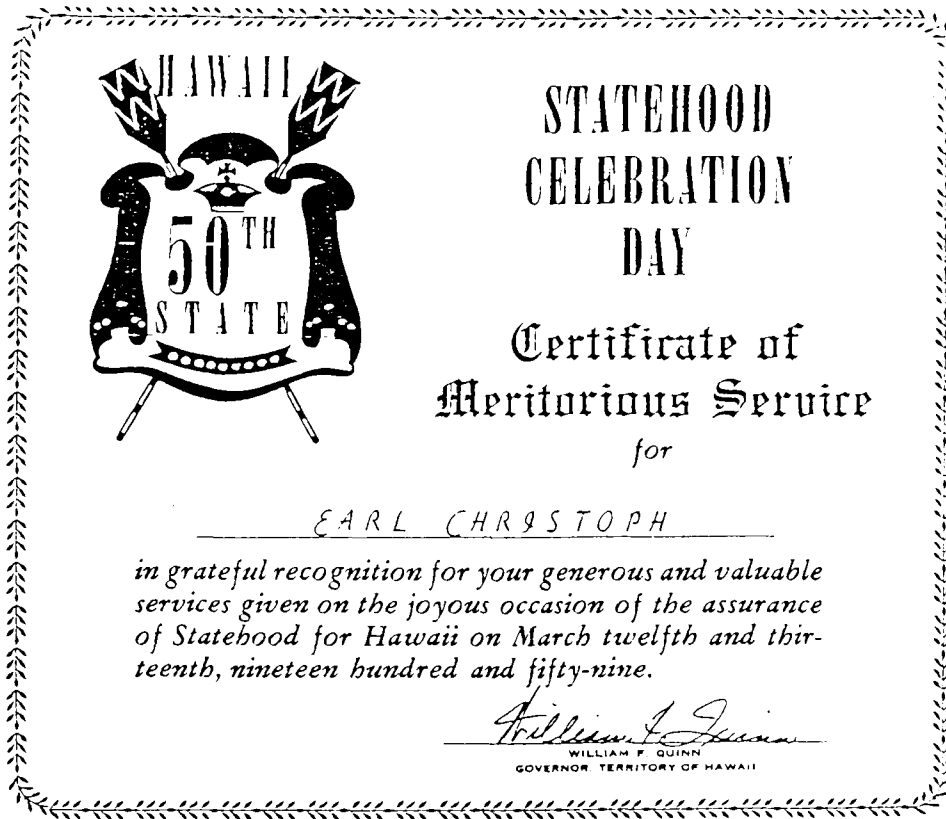 HAWAII
50TH
STATE
STATEHOOD
CELEBRATION
DAY
Certificate of
Meritorious Service
for
EARL CHRISTOPH
in grateful recognition for your generous and valuable
services given on the joyous occasion of the assurance
of Statehood for Hawaii on March twelfth and thir-
teenth, nineteen hundred and fifty-nine.
William F. Quinn
WILLIAM F. QUINN
GOVERNOR, TERRITORY OF HAWAII